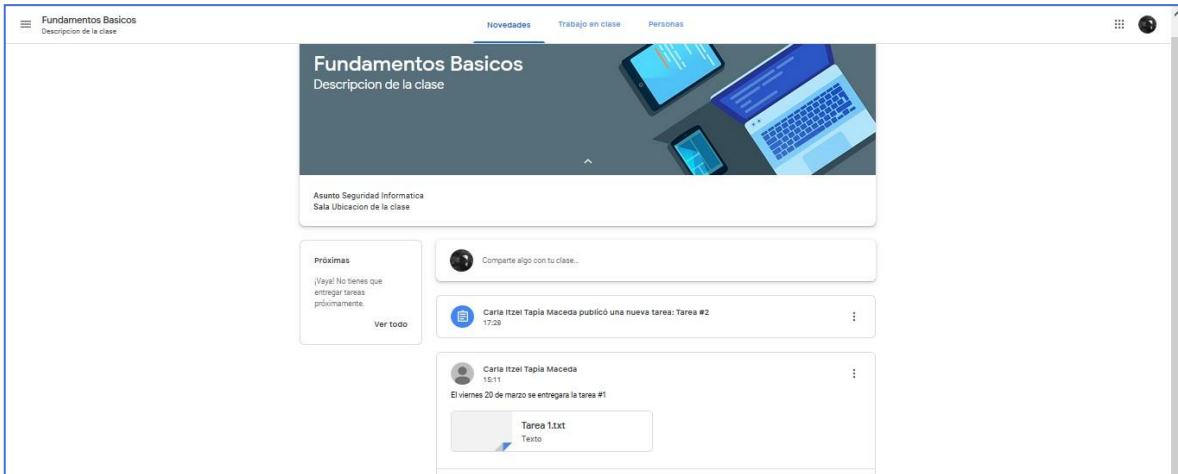 Fundamentos Basicos
Descripcion de la clase
Novedades
Trabajo en clase
Personas
Fundamentos Basicos
Descripcion de la clase
Asunto Seguridad Informatica
Sala Ubicacion de la clase
Próximas
¡Vaya! No tienes que
entregar tareas
próximamente.
Ver todo
Comparte algo con tu clase...
Carla Itzel Tapia Maceda publicó una nueva tarea: Tarea #2
17:28
Carla Itzel Tapia Maceda
15:11
El viernes 20 de marzo se entregara la tarea #1
Tarea 1.txt
Texto